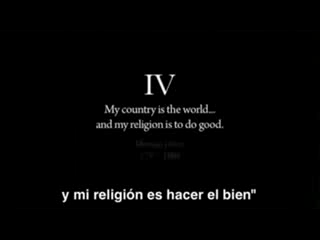 IV
My country is the world...
and my religion is to do good.
y mi religión es hacer el bien"